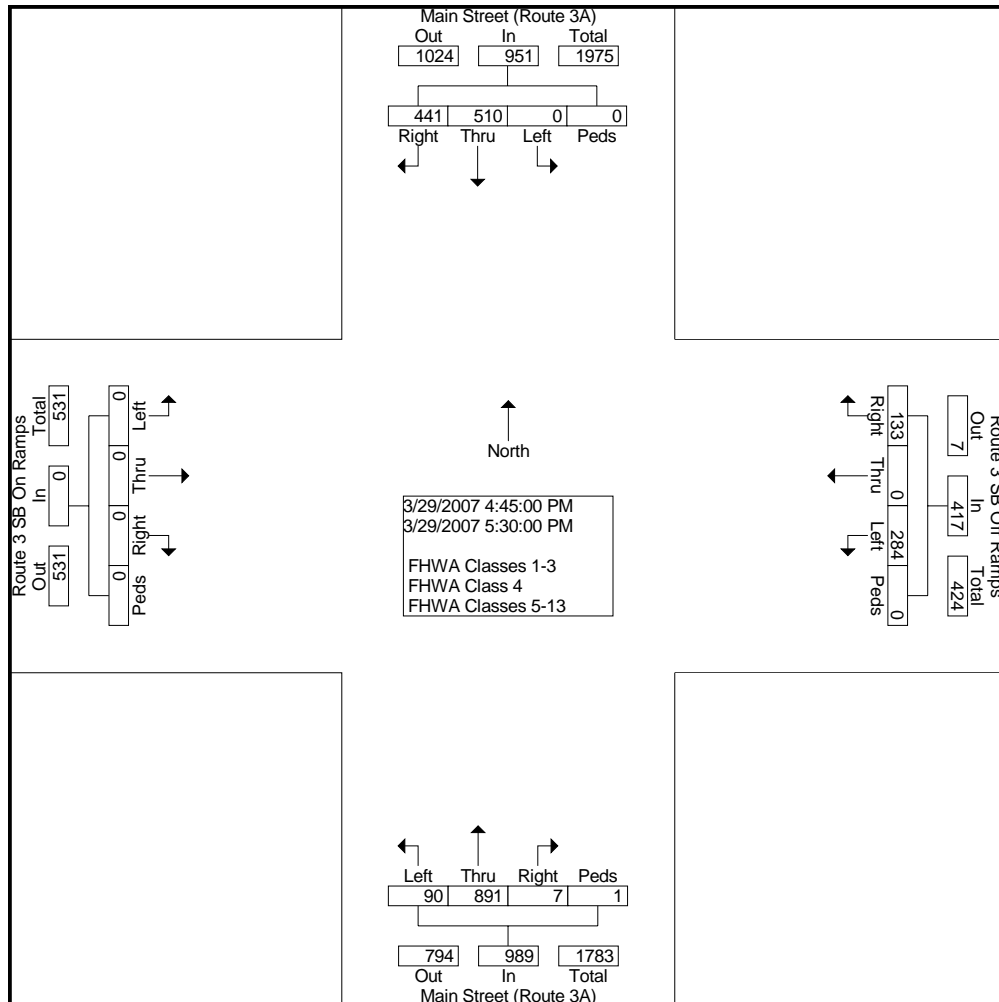 Main Street (Route 3A)
Out In Total
1024 951 1975
441 510 0 0
Right Thru Left Peds
Route 3 SB On Ramps
Total In Out
531 0 531
0 0 0 0
Left Thru Right Peds
North
3/29/2007 4:45:00 PM
3/29/2007 5:30:00 PM
FHWA Classes 1-3
FHWA Class 4
FHWA Classes 5-13
Route 3 SB Off Ramps
Out In Total
7 417 424
133 0 284 0
Right Thru Left Peds
Left Thru Right Peds
90 891 7 1
794 989 1783
Out In Total
Main Street (Route 3A)